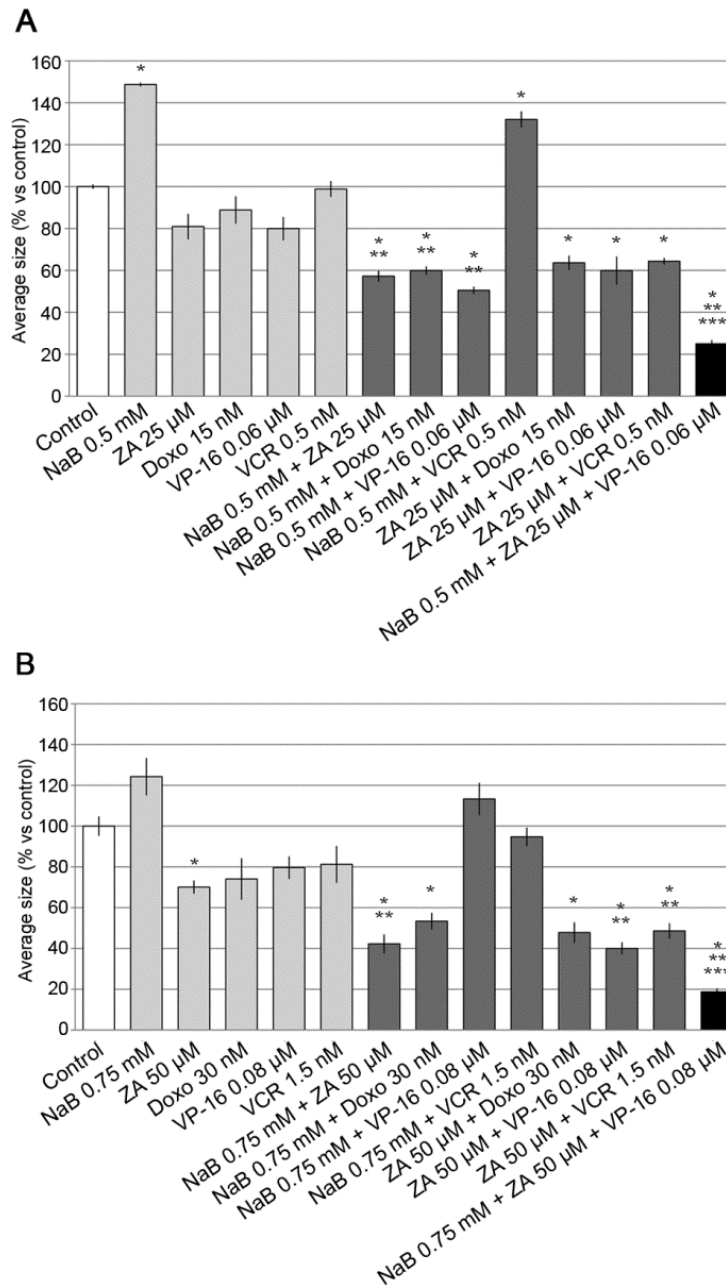 A
Average size (% vs control)
160
140
120
100
80
60
40
20
0
*
*
**
*
**
*
**
*
*
*
*
*
**
***
Control
NaB 0.5 mM
ZA 25 µM
Doxo 15 nM
VP-16 0.06 µM
VCR 0.5 nM
NaB 0.5 mM + ZA 25 µM
NaB 0.5 mM + Doxo 15 nM
NaB 0.5 mM + VP-16 0.06 µM
NaB 0.5 mM + VCR 0.5 nM
ZA 25 µM + Doxo 15 nM
ZA 25 µM + VP-16 0.06 µM
ZA 25 µM + VCR 0.5 nM
NaB 0.5 mM + ZA 25 µM + VP-16 0.06 µM
B
Average size (% vs control)
160
140
120
100
80
60
40
20
0
*
*
**
*
*
*
**
*
**
*
**
***
Control
NaB 0.75 mM
ZA 50 µM
Doxo 30 nM
VP-16 0.08 µM
VCR 1.5 nM
NaB 0.75 mM + ZA 50 µM
NaB 0.75 mM + Doxo 30 nM
NaB 0.75 mM + VP-16 0.08 µM
NaB 0.75 mM + VCR 1.5 nM
ZA 50 µM + Doxo 30 nM
ZA 50 µM + VP-16 0.08 µM
ZA 50 µM + VCR 1.5 nM
NaB 0.75 mM + ZA 50 µM + VP-16 0.08 µM